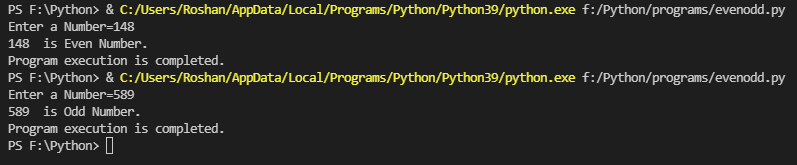 PS F:\Python> & C:/Users/Roshan/AppData/Local/Programs/Python/Python39/python.exe f:/Python/programs/evenodd.py
Enter a Number=148
148  is Even Number.
Program execution is completed.
PS F:\Python> & C:/Users/Roshan/AppData/Local/Programs/Python/Python39/python.exe f:/Python/programs/evenodd.py
Enter a Number=589
589  is Odd Number.
Program execution is completed.
PS F:\Python>